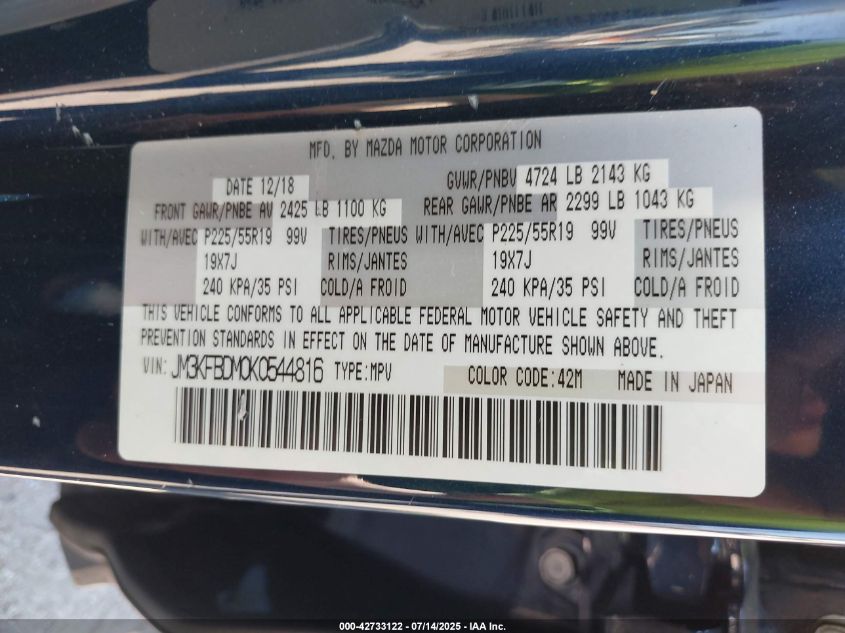 MFD. BY MAZDA MOTOR CORPORATION
DATE 12/18 GVWR/PNBV 4724 LB 2143 KG
FRONT GAWR/PNBE AV 2425 LB 1100 KG REAR GAWR/PNBE AR 2299 LB 1043 KG
WITH/AVEC P225/55R19 99V TIRES/PNEUS WITH/AVEC P225/55R19 99V TIRES/PNEUS
19X7J RIMS/JANTES 19X7J RIMS/JANTES
240 KPA/35 PSI COLD/A FROID 240 KPA/35 PSI COLD/A FROID
THIS VEHICLE CONFORMS TO ALL APPLICABLE FEDERAL MOTOR VEHICLE SAFETY AND THEFT
PREVENTION STANDARDS IN EFFECT ON THE DATE OF MANUFACTURE SHOWN ABOVE.
VIN: JM3KFBDM0K0544816 TYPE:MPV COLOR CODE:42M MADE IN JAPAN
000-42733122 - 07/14/2025 - IAA Inc.